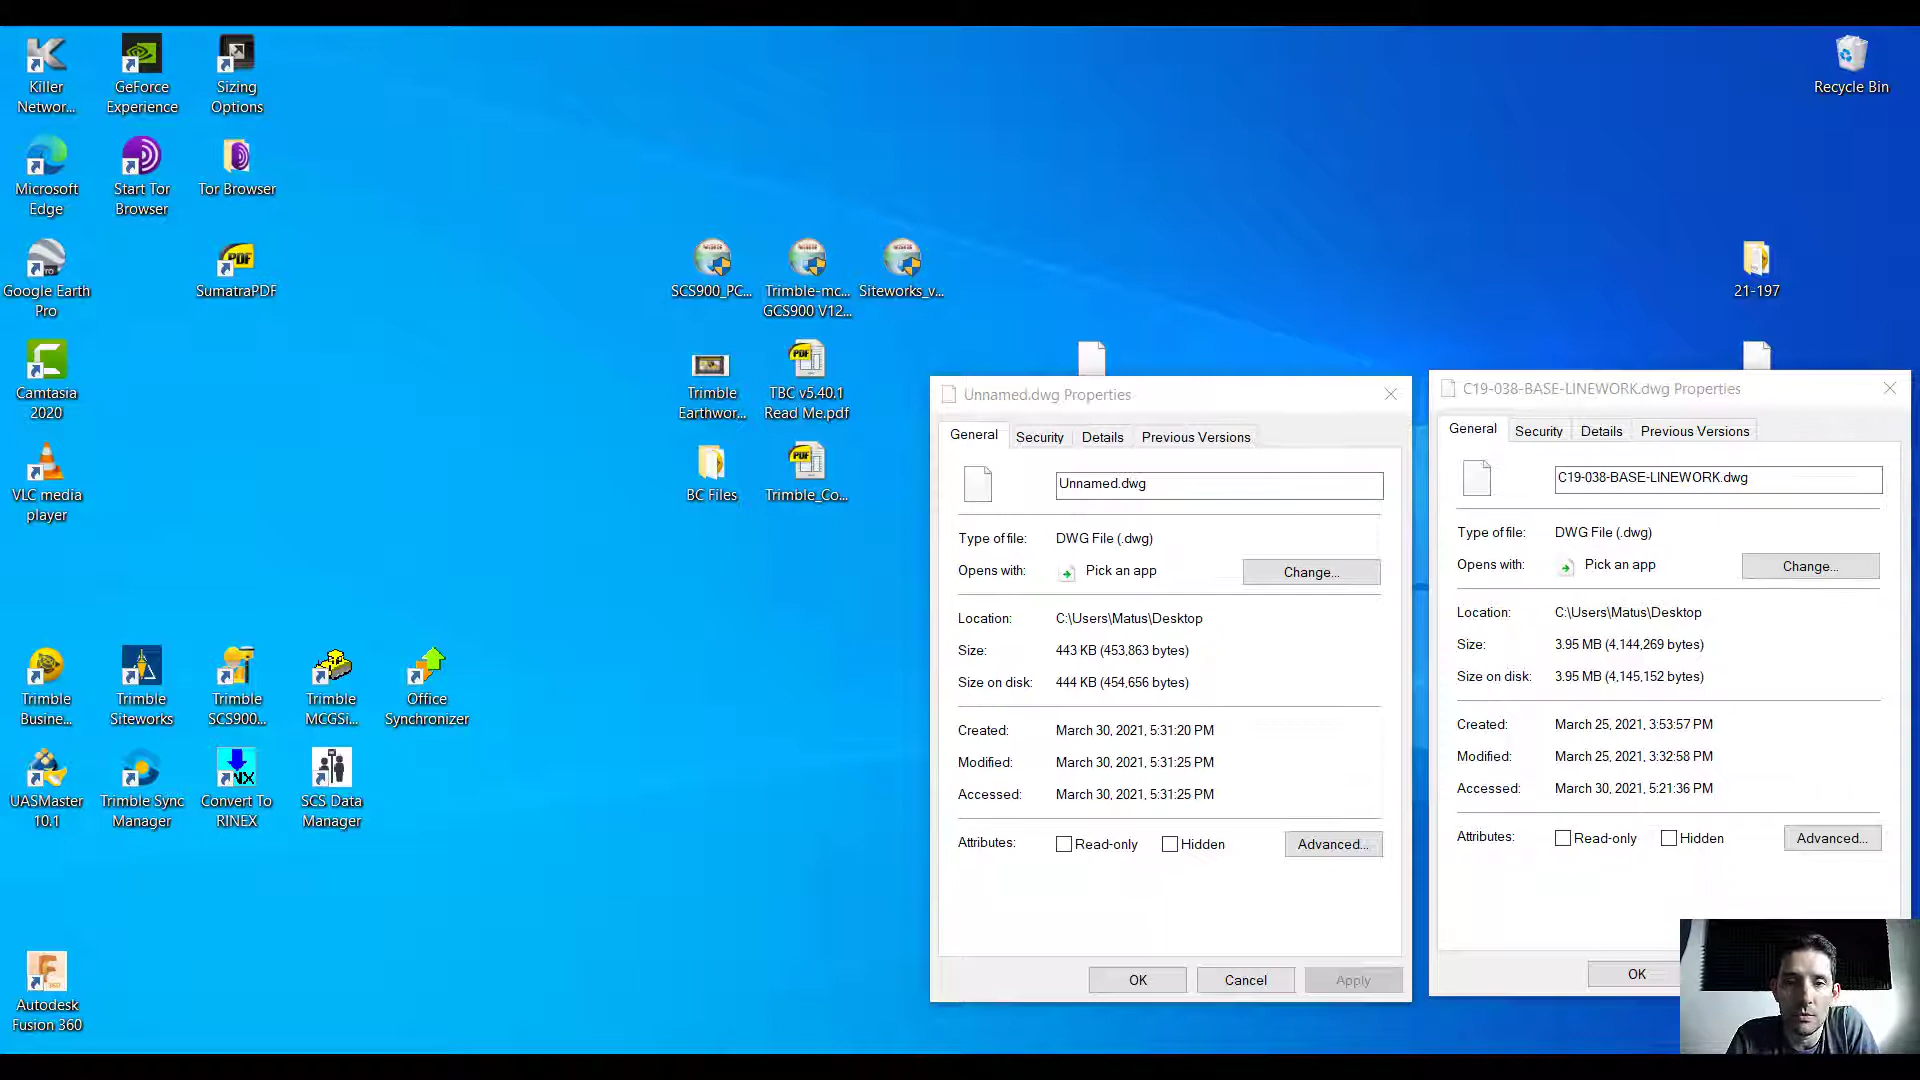 Killer
Networ...
GeForce
Experience
Sizing
Options
Recycle Bin
Microsoft
Edge
Start Tor
Browser
Tor Browser
Google Earth
Pro
PDF
SumatraPDF
SCS900_PC...
Trimble-mc...
GCS900 V12...
Siteworks_v...
21-197
Camtasia
2020
Trimble
Earthwor...
PDF
TBC v5.40.1
Read Me.pdf
VLC media
player
BC Files
PDF
Trimble_Co...
Trimble
Busine...
Trimble
Siteworks
Trimble
SCS900...
Trimble
MCGSi...
Office
Synchronizer
UASMaster
10.1
Trimble Sync
Manager
Convert To
RINEX
SCS Data
Manager
Autodesk
Fusion 360
Unnamed.dwg Properties
General
Security
Details
Previous Versions
Unnamed.dwg
Type of file: DWG File (.dwg)
Opens with: Pick an app
Change...
Location: C:\Users\Matus\Desktop
Size: 443 KB (453,863 bytes)
Size on disk: 444 KB (454,656 bytes)
Created: March 30, 2021, 5:31:20 PM
Modified: March 30, 2021, 5:31:25 PM
Accessed: March 30, 2021, 5:31:25 PM
Attributes: Read-only Hidden
Advanced...
OK
Cancel
Apply
C19-038-BASE-LINEWORK.dwg Properties
General
Security
Details
Previous Versions
C19-038-BASE-LINEWORK.dwg
Type of file: DWG File (.dwg)
Opens with: Pick an app
Change...
Location: C:\Users\Matus\Desktop
Size: 3.95 MB (4,144,269 bytes)
Size on disk: 3.95 MB (4,145,152 bytes)
Created: March 25, 2021, 3:53:57 PM
Modified: March 25, 2021, 3:32:58 PM
Accessed: March 30, 2021, 5:21:36 PM
Attributes: Read-only Hidden
Advanced...
OK